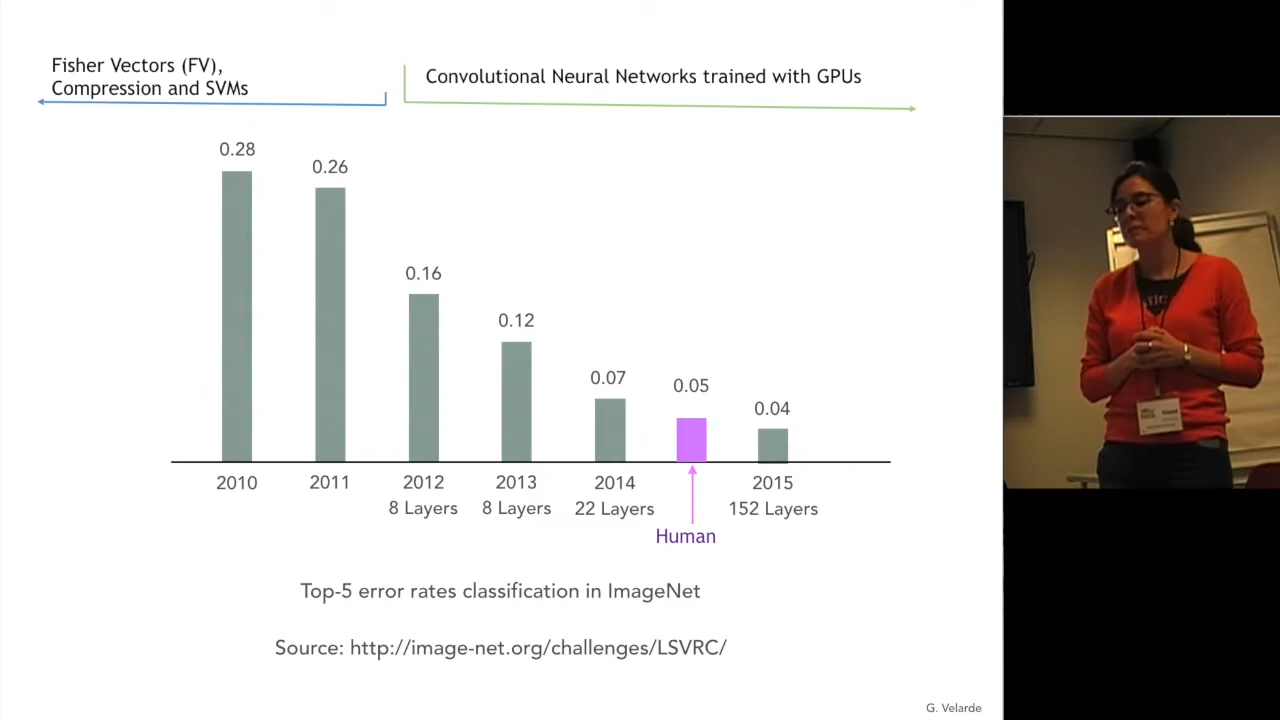 Fisher Vectors (FV),
Compression and SVMs
Convolutional Neural Networks trained with GPUs
0.28
0.26
0.16
0.12
0.07
0.05
0.04
2010 2011 2012 2013 2014 2015
8 Layers 8 Layers 22 Layers 152 Layers
Human
Top-5 error rates classification in ImageNet
Source: http://image-net.org/challenges/LSVRC/
G. Velarde